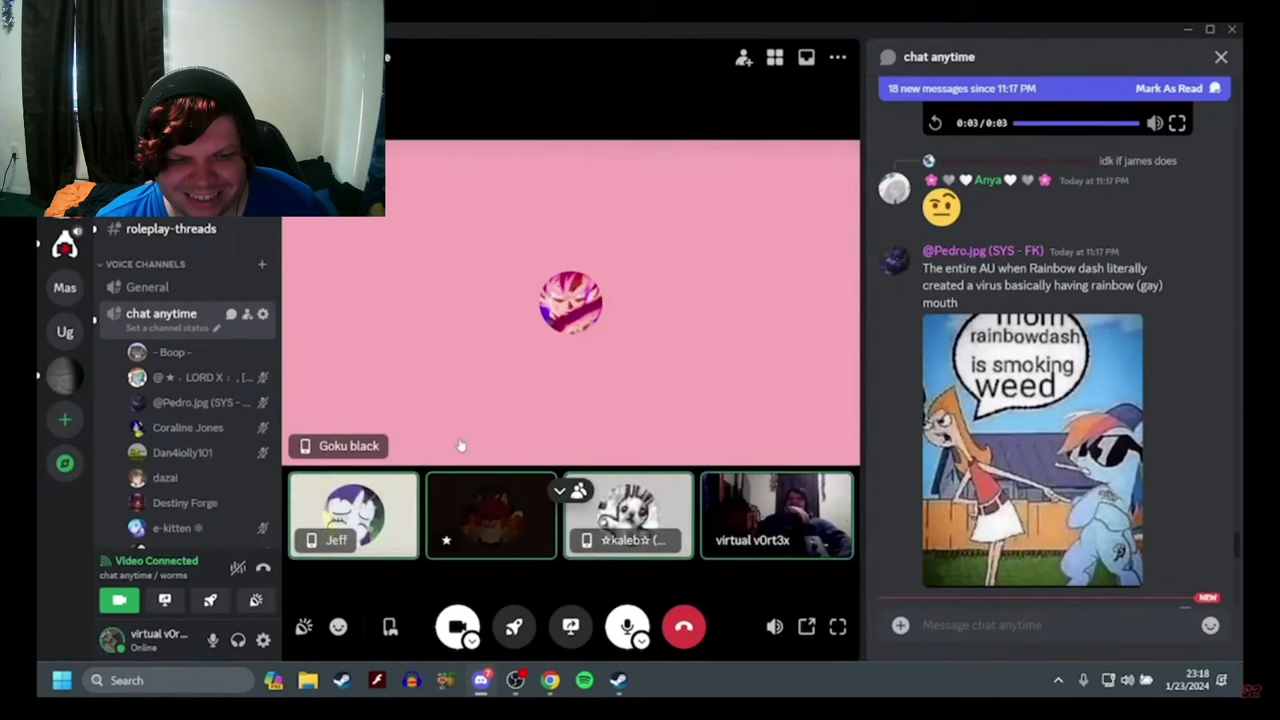 e
chat anytime
18 new messages since 11:17 PM
Mark As Read
0:03 / 0:03
idk if james does
Anya Today at 11:17 PM
@Pedro.jpg (SYS - FK) Today at 11:17 PM
The entire AU when Rainbow dash literally
created a virus basically having rainbow (gay)
mouth
mom
rainbowdash
is smoking
weed
NEW
Message chat anytime
roleplay-threads
VOICE CHANNELS
General
chat anytime
Set a channel status
- Boop -
@ ★ . LORD X : , [...
@Pedro.jpg (SYS - ...
Coraline Jones
Dan4iolly101
dazai
Destiny Forge
e-kitten
Mas
Ug
Video Connected
chat anytime / worms
virtual v0r...
Online
Goku black
Jeff
★
☆kaleb☆ (...
virtual v0rt3x
Search
23:18
1/23/2024